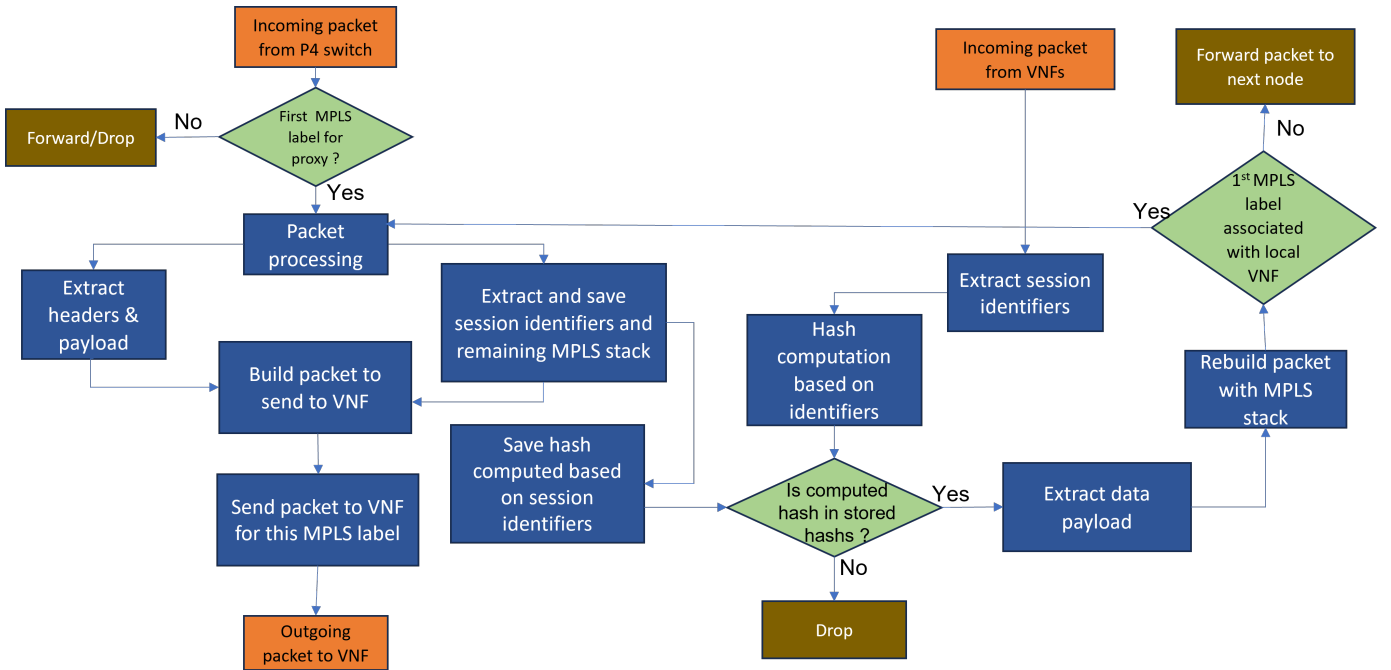 Incoming packet
from P4 switch
First MPLS
label for
proxy ?
No
Forward/Drop
Yes
Packet
processing
Extract
headers &
payload
Extract and save
session identifiers and
remaining MPLS stack
Build packet to
send to VNF
Save hash
computed based
on session
identifiers
Send packet to VNF
for this MPLS label
Outgoing
packet to VNF
Incoming packet
from VNFs
Extract session
identifiers
Hash
computation
based on
identifiers
Is computed
hash in stored
hashs ?
Yes
No
Drop
Extract data
payload
Rebuild packet
with MPLS
stack
1st MPLS
label
associated
with local
VNF
Yes
No
Forward packet to
next node